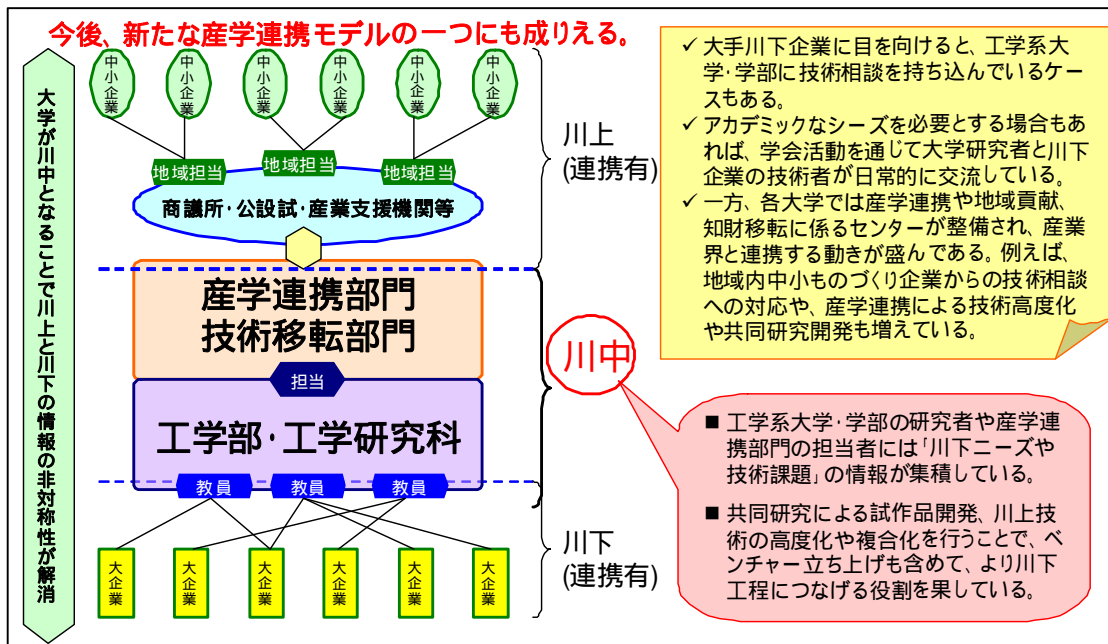 今後、新たな産学連携モデルの一つにも成りえる。
大学が川中となることで川上と川下の情報の非対称性が解消
中小企業
中小企業
中小企業
中小企業
中小企業
中小企業
地域担当
地域担当
地域担当
商議所・公設試・産業支援機関等
川上
(連携有)
産学連携部門
技術移転部門
担当
川中
工学部・工学研究科
教員
教員
教員
川下
(連携有)
大企業
大企業
大企業
大企業
大企業
大企業
✓ 大手川下企業に目を向けると、工学系大
学・学部に技術相談を持ち込んでいるケー
スもある。
✓ アカデミックなシーズを必要とする場合もあ
れば、学会活動を通じて大学研究者と川下
企業の技術者が日常的に交流している。
✓ 一方、各大学では産学連携や地域貢献、
知財移転に係るセンターが整備され、産業
界と連携する動きが盛んである。例えば、
地域内中小ものづくり企業からの技術相談
への対応や、産学連携による技術高度化
や共同研究開発も増えている。
■ 工学系大学・学部の研究者や産学連
携部門の担当者には「川下ニーズや
技術課題」の情報が集積している。
■ 共同研究による試作品開発、川上技
術の高度化や複合化を行うことで、ベ
ンチャー立ち上げも含めて、より川下
工程につなげる役割を果している。